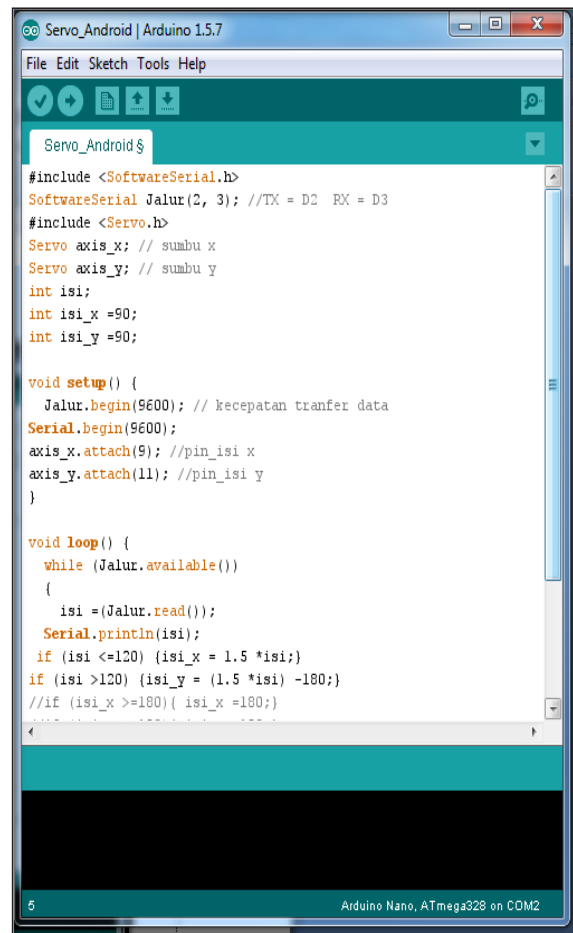 Servo_Android | Arduino 1.5.7
File Edit Sketch Tools Help
Servo_Android §
#include <SoftwareSerial.h>
SoftwareSerial Jalur(2, 3); //TX = D2  RX = D3
#include <Servo.h>
Servo axis_x; // sumbu x
Servo axis_y; // sumbu y
int isi;
int isi_x =90;
int isi_y =90;
void setup() {
Jalur.begin(9600); // kecepatan tranfer data
Serial.begin(9600);
axis_x.attach(9); //pin_isi x
axis_y.attach(11); //pin_isi y
}
void loop() {
while (Jalur.available())
{
isi =(Jalur.read());
Serial.println(isi);
if (isi <=120) {isi_x = 1.5 *isi;}
if (isi >120) {isi_y = (1.5 *isi) -180;}
//if (isi_x >=180){ isi_x =180;}
5
Arduino Nano, ATmega328 on COM2